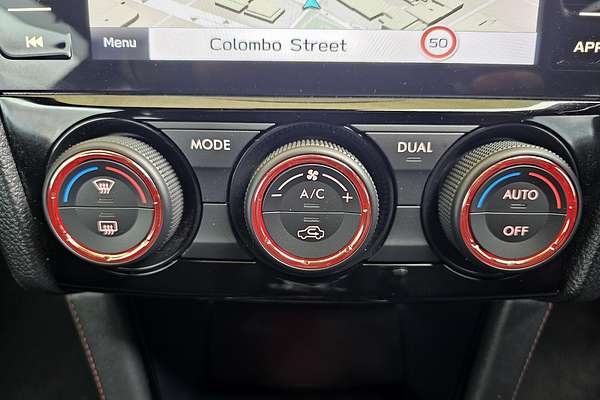 Menu
Colombo Street
50
APP
MODE
DUAL
A/C
AUTO
OFF